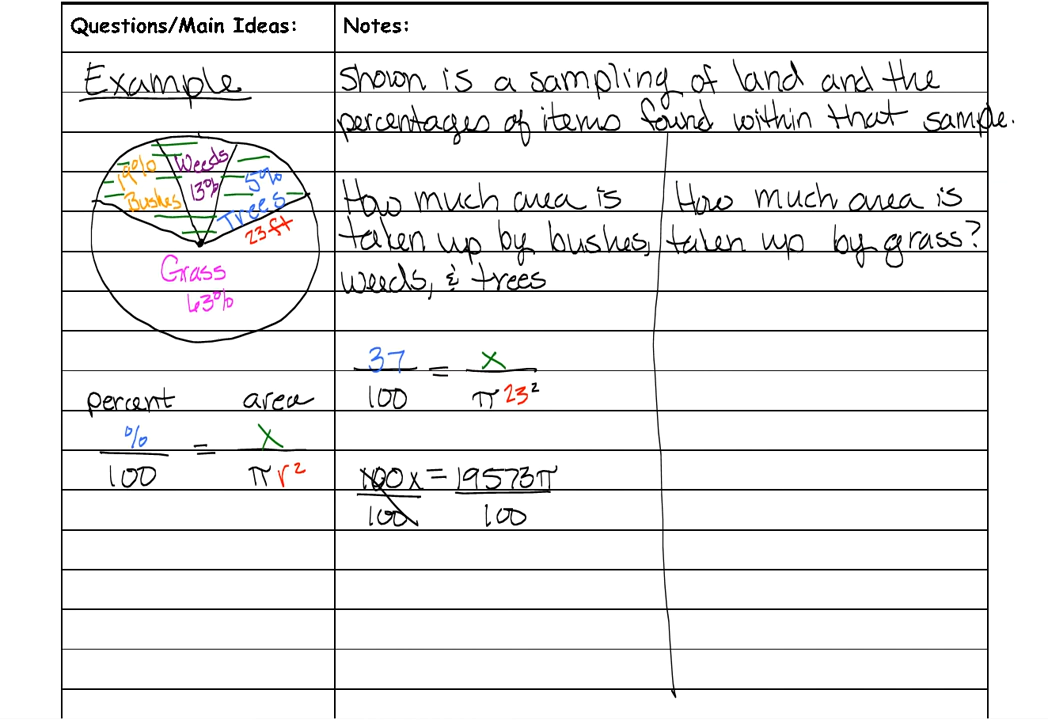 Questions/Main Ideas:
Notes:
Example
Shown is a sampling of land and the
percentages of items found within that sample.
19%
Bushes
Weeds
13%
5%
Trees
23ft
Grass
63%
How much area is
taken up by bushes,
weeds, & trees
How much area is
taken up by grass?
37/100 = x/π23²
percent area
%/100 = x/πr²
100x/100 = 19573π/100